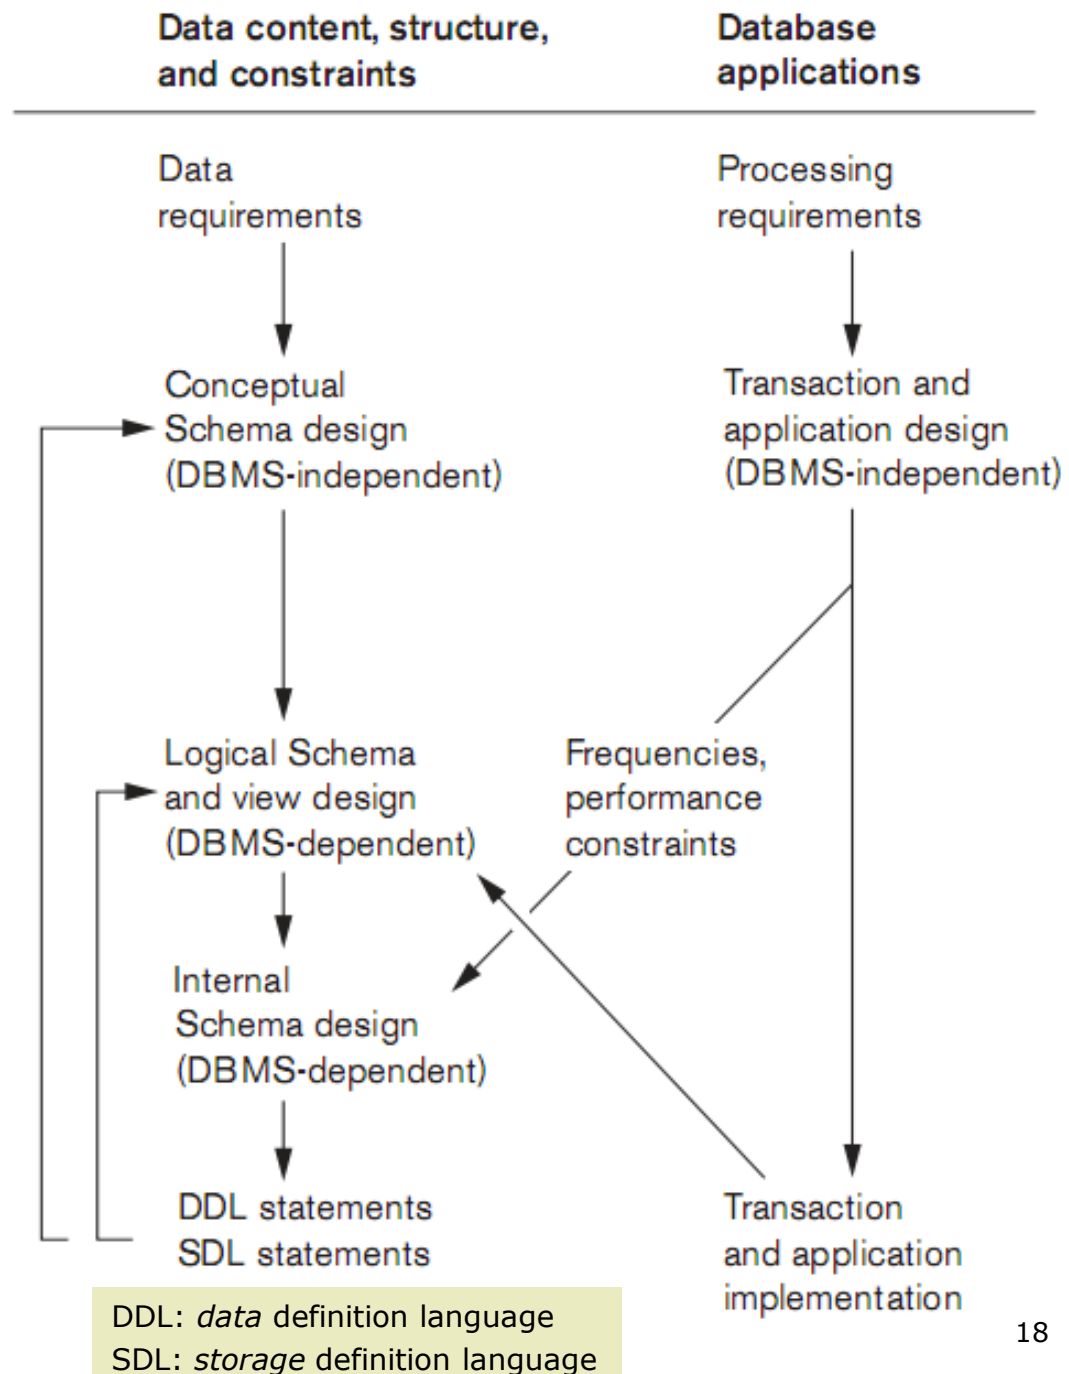 Data content, structure,
and constraints
Database
applications
Data
requirements
Processing
requirements
Conceptual
Schema design
(DBMS-independent)
Transaction and
application design
(DBMS-independent)
Logical Schema
and view design
(DBMS-dependent)
Frequencies,
performance
constraints
Internal
Schema design
(DBMS-dependent)
DDL statements
SDL statements
Transaction
and application
implementation
DDL: data definition language
SDL: storage definition language
18